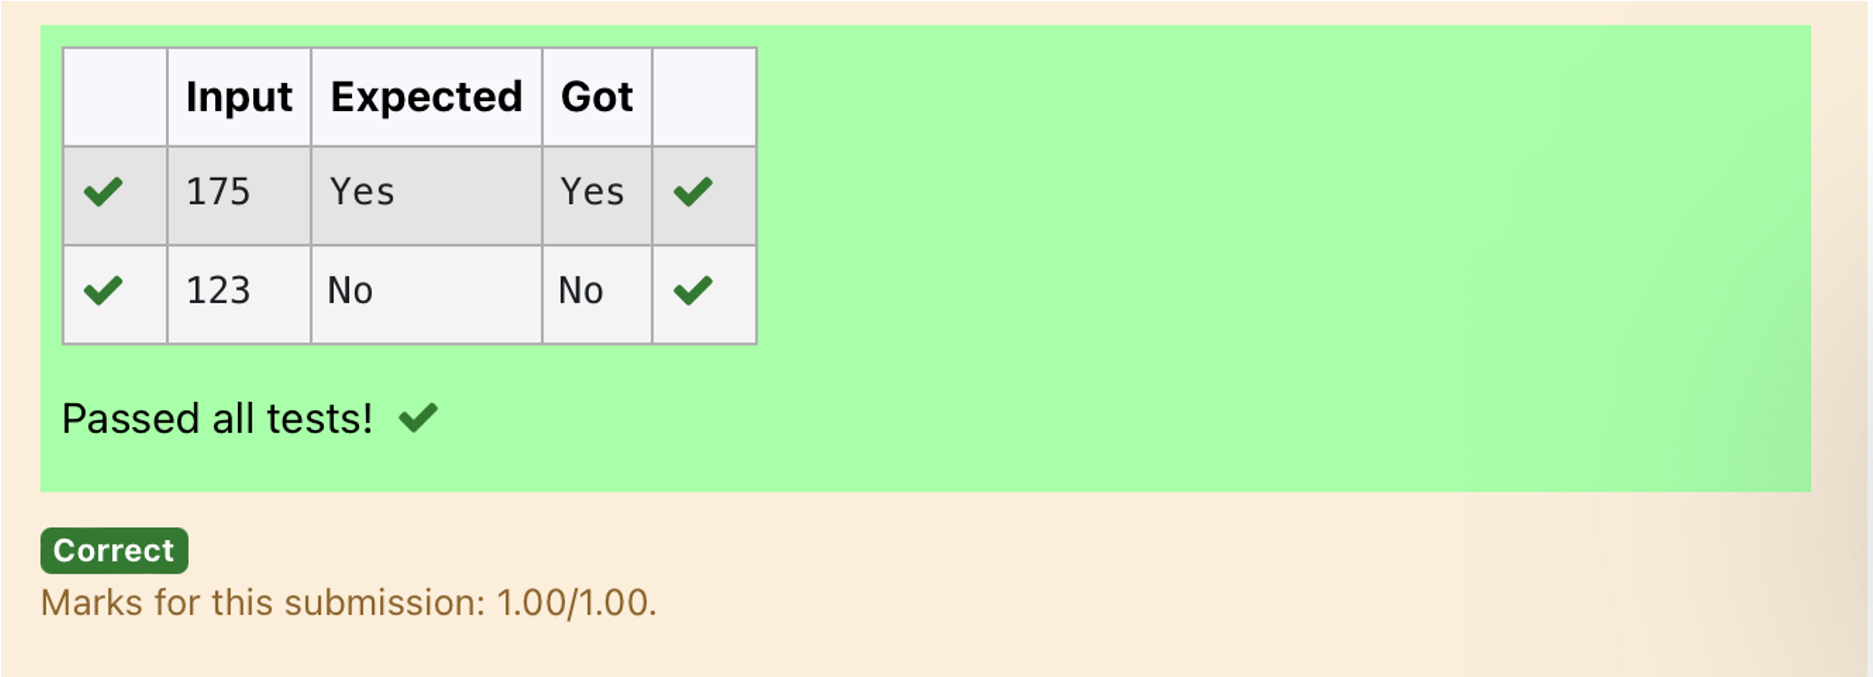 Input Expected Got
175 Yes Yes
123 No No
Passed all tests!
Correct
Marks for this submission: 1.00/1.00.